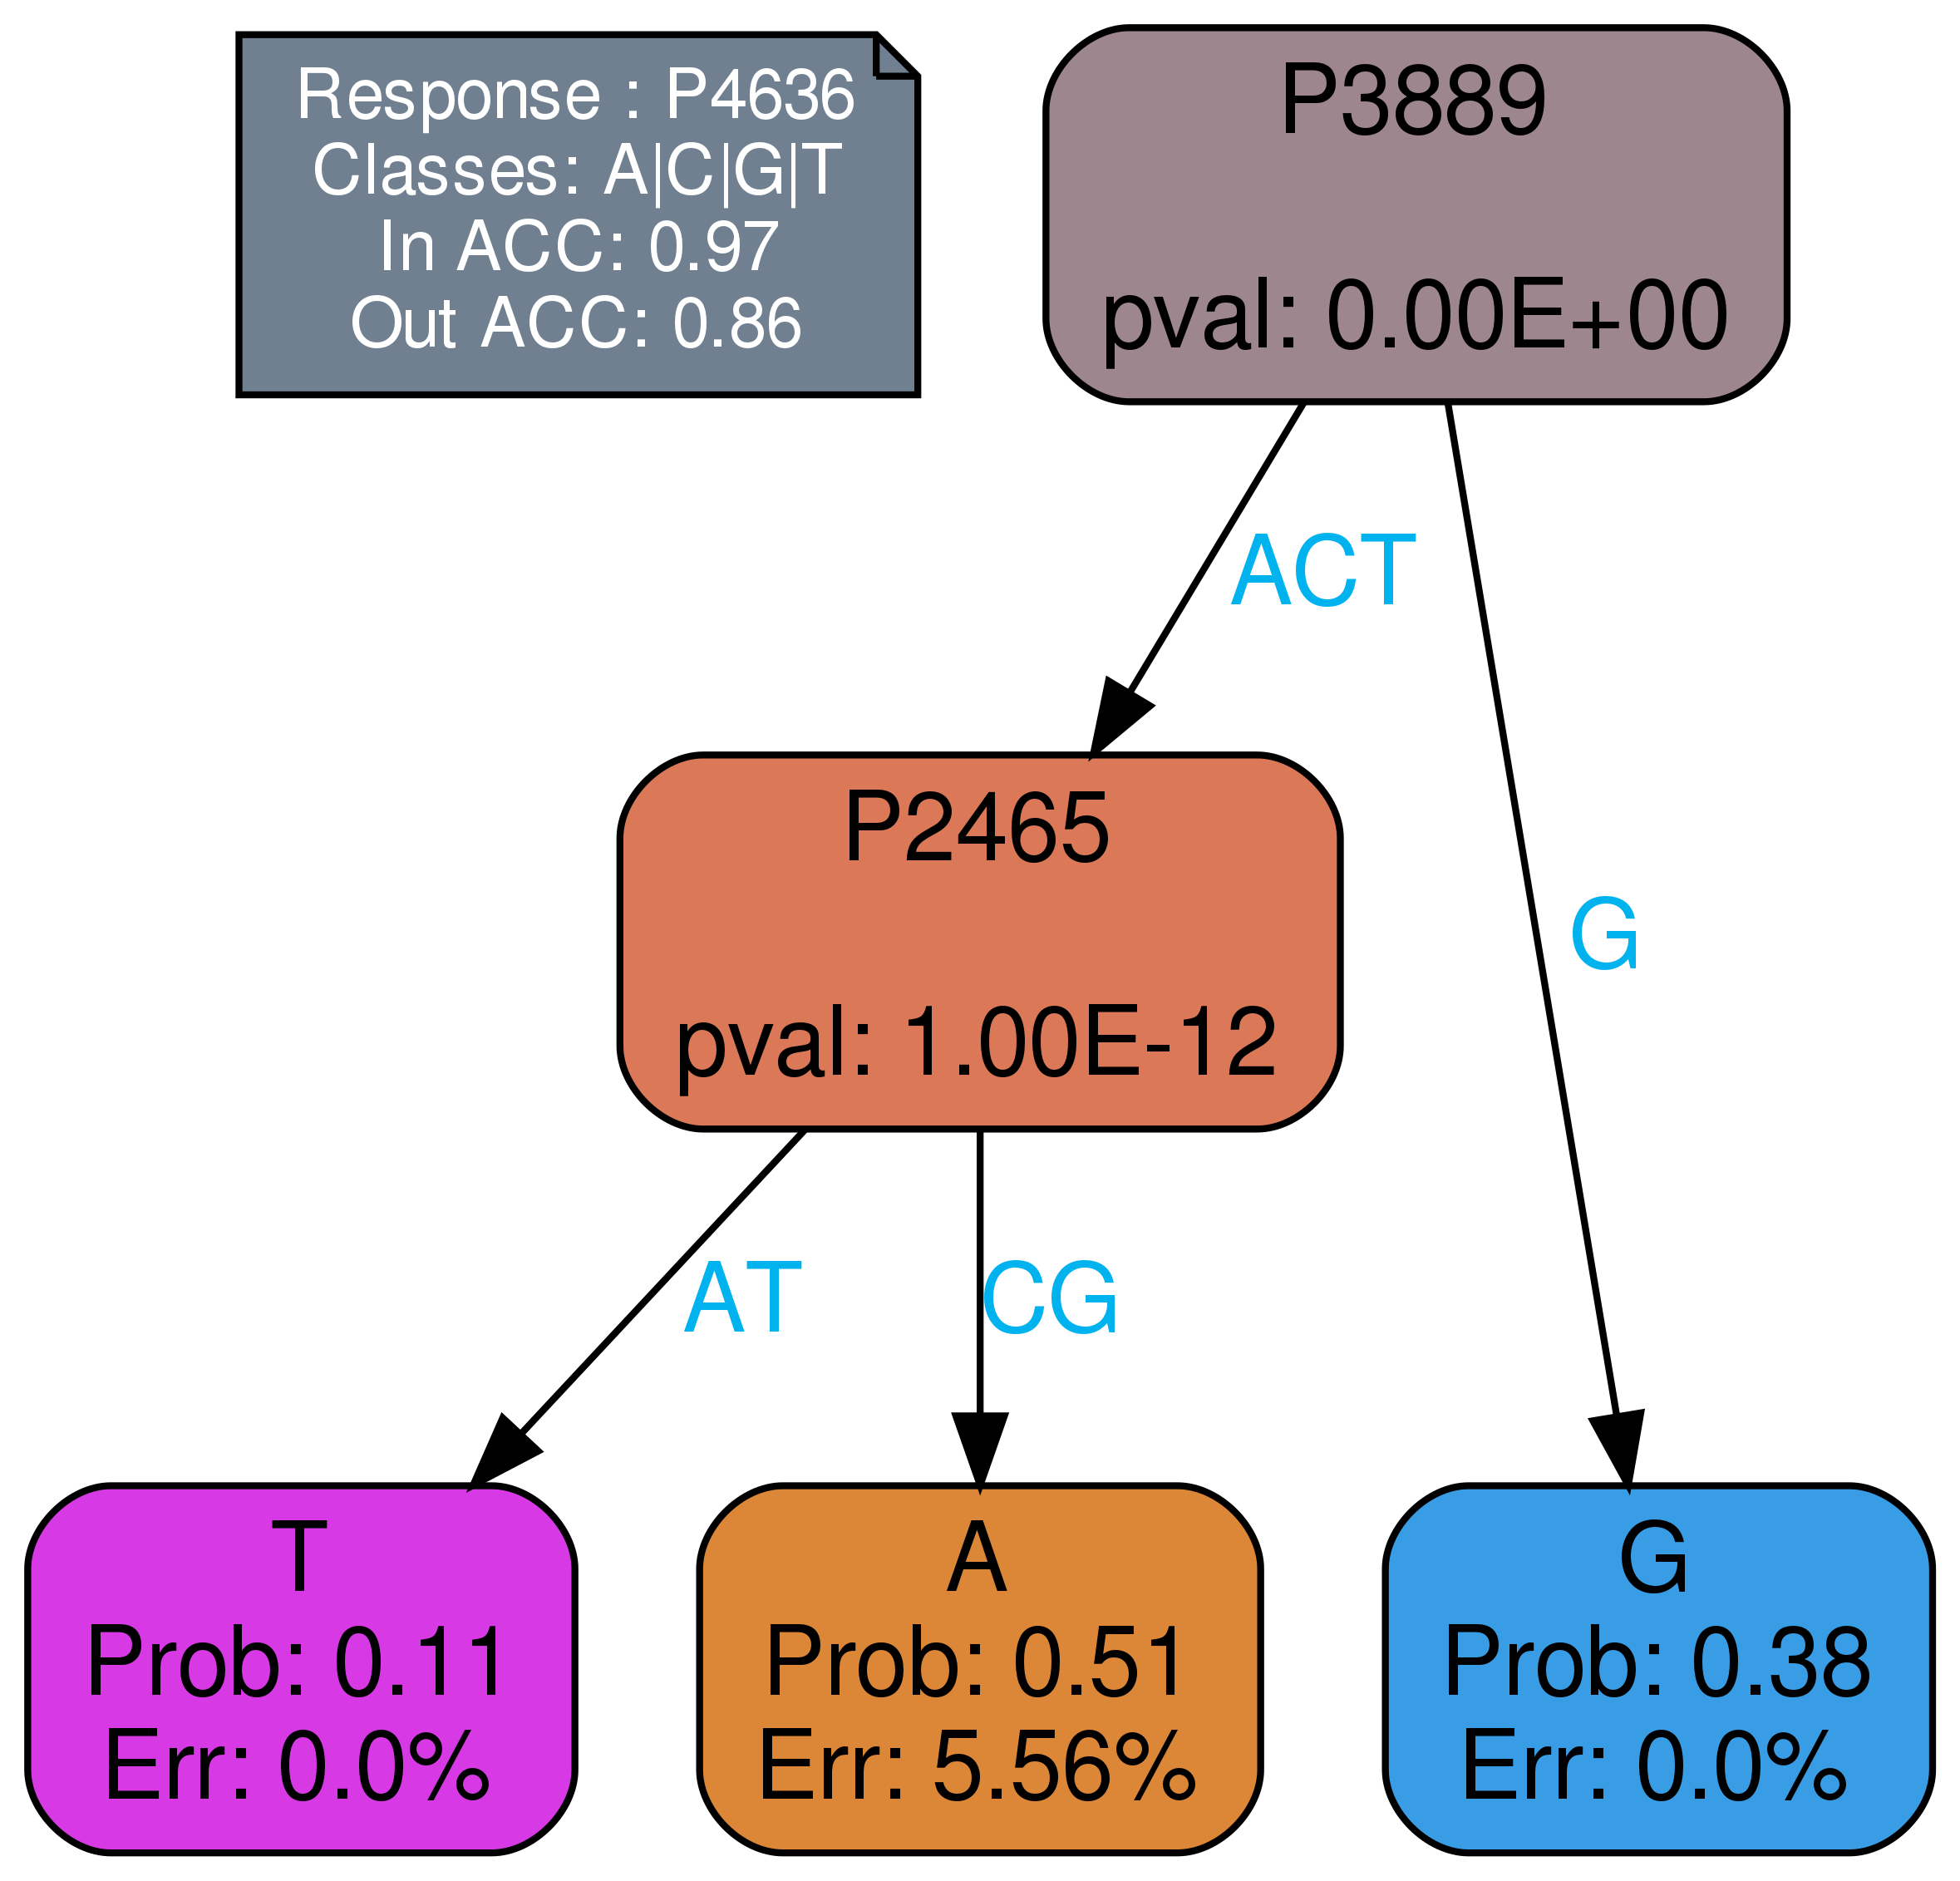 Response : P4636
Classes: A|C|G|T
In ACC: 0.97
Out ACC: 0.86
P3889
pval: 0.00E+00
ACT
P2465
pval: 1.00E-12
G
AT
CG
T
Prob: 0.11
Err: 0.0%
A
Prob: 0.51
Err: 5.56%
G
Prob: 0.38
Err: 0.0%